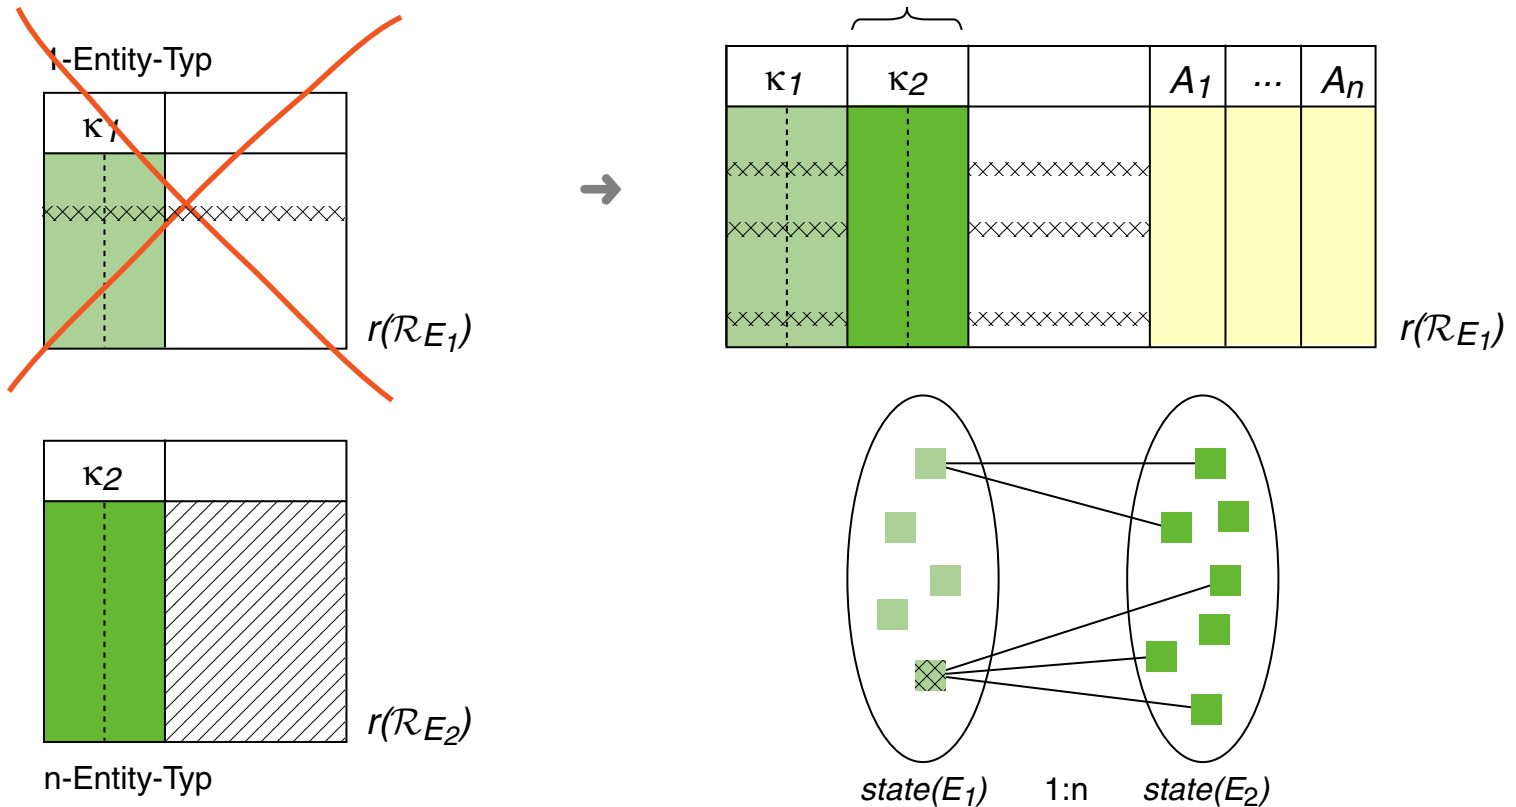 1-Entity-Typ
κ1
r(ℛE1)
κ2
r(ℛE2)
n-Entity-Typ
κ1 κ2 A1 ... An
r(ℛE1)
state(E1) 1:n state(E2)